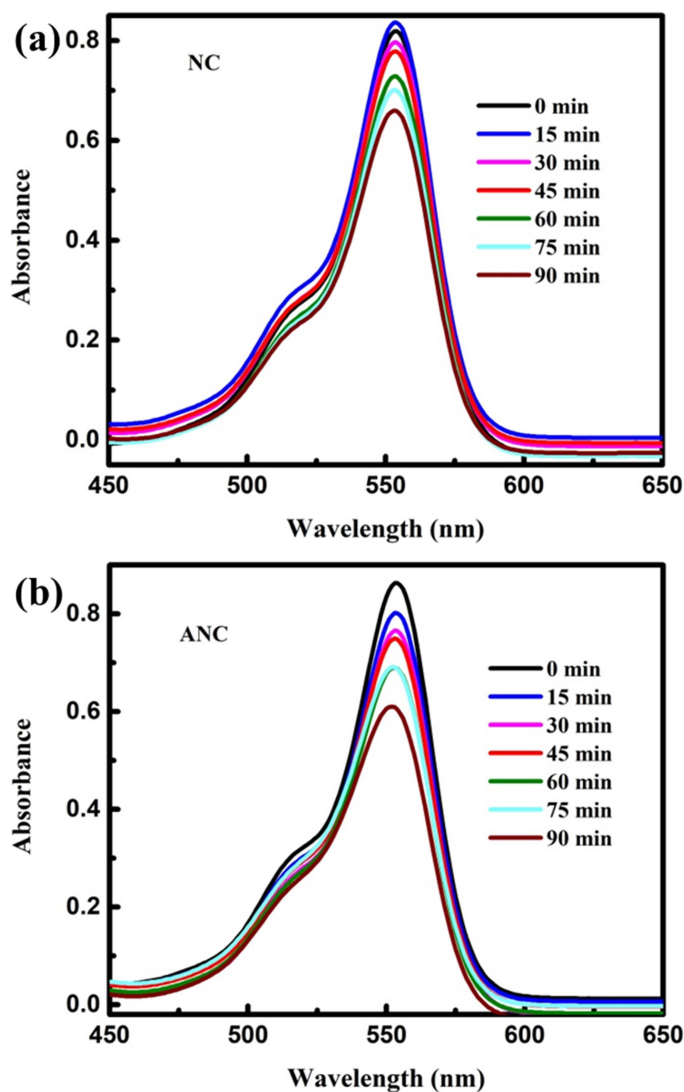 (a)
NC
0.8
0.6
0.4
0.2
0.0
Absorbance
0 min
15 min
30 min
45 min
60 min
75 min
90 min
450 500 550 600 650
Wavelength (nm)
(b)
ANC
0.8
0.6
0.4
0.2
0.0
Absorbance
0 min
15 min
30 min
45 min
60 min
75 min
90 min
450 500 550 600 650
Wavelength (nm)